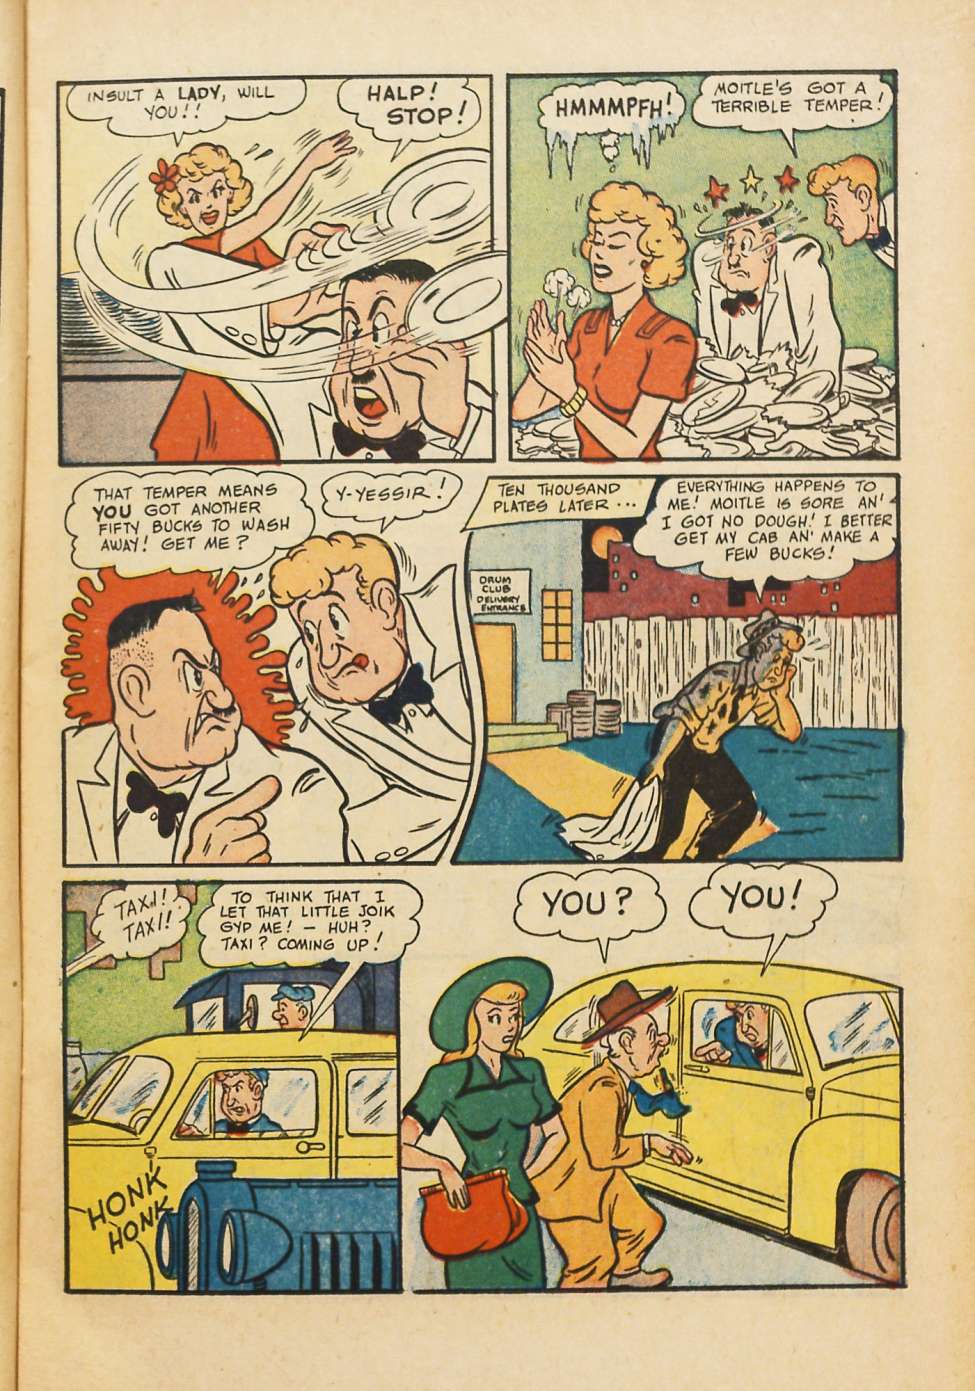 INSULT A LADY, WILL
YOU!!
HALP!
STOP!
HMMMPFH!
MOITLE'S GOT A
TERRIBLE TEMPER!
THAT TEMPER MEANS
YOU GOT ANOTHER
FIFTY BUCKS TO WASH
AWAY! GET ME?
Y-YESSIR!
TEN THOUSAND
PLATES LATER ...
DRUM
CLUB
DELIVERY
ENTRANCE
EVERYTHING HAPPENS TO
ME! MOITLE IS SORE AN'
I GOT NO DOUGH! I BETTER
GET MY CAB AN' MAKE A
FEW BUCKS!
TAXI!
TAXI!
TO THINK THAT I
LET THAT LITTLE JOIK
GYP ME! — HUH?
TAXI? COMING UP!
HONK
HONK
YOU?
YOU!